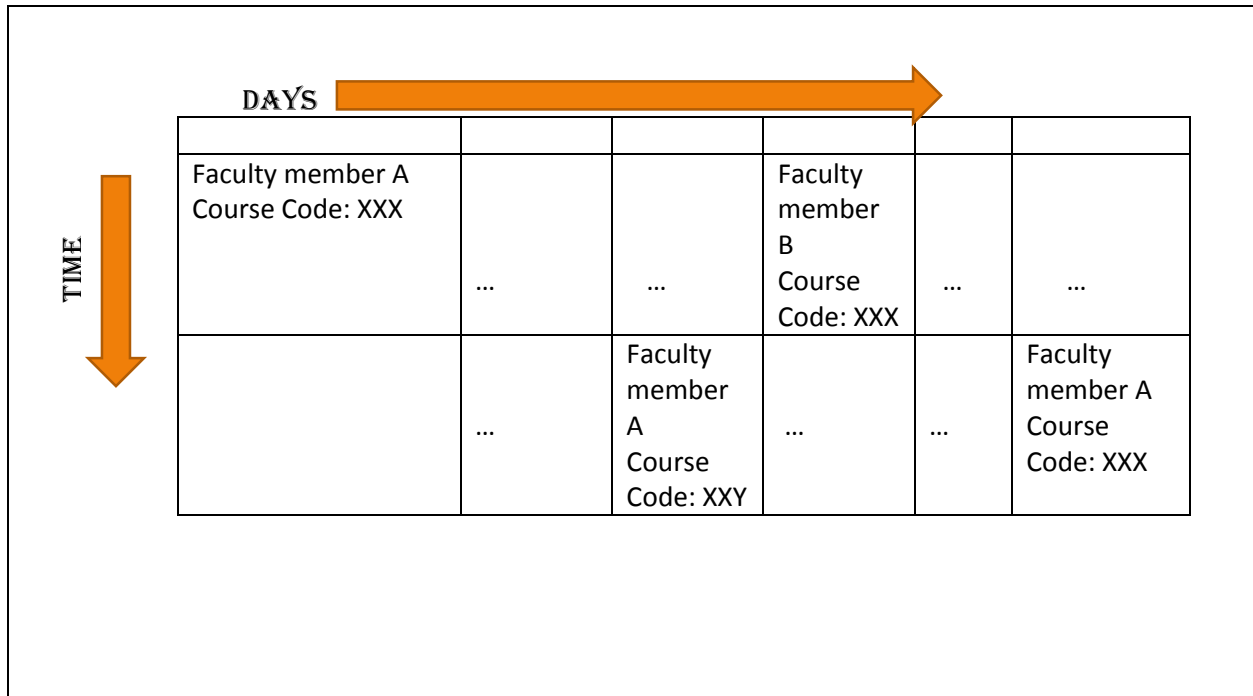 DAYS
TIME
Faculty member A
Course Code: XXX
...
...
Faculty
member
B
Course
Code: XXX
...
...
...
Faculty
member
A
Course
Code: XXY
...
...
Faculty
member A
Course
Code: XXX